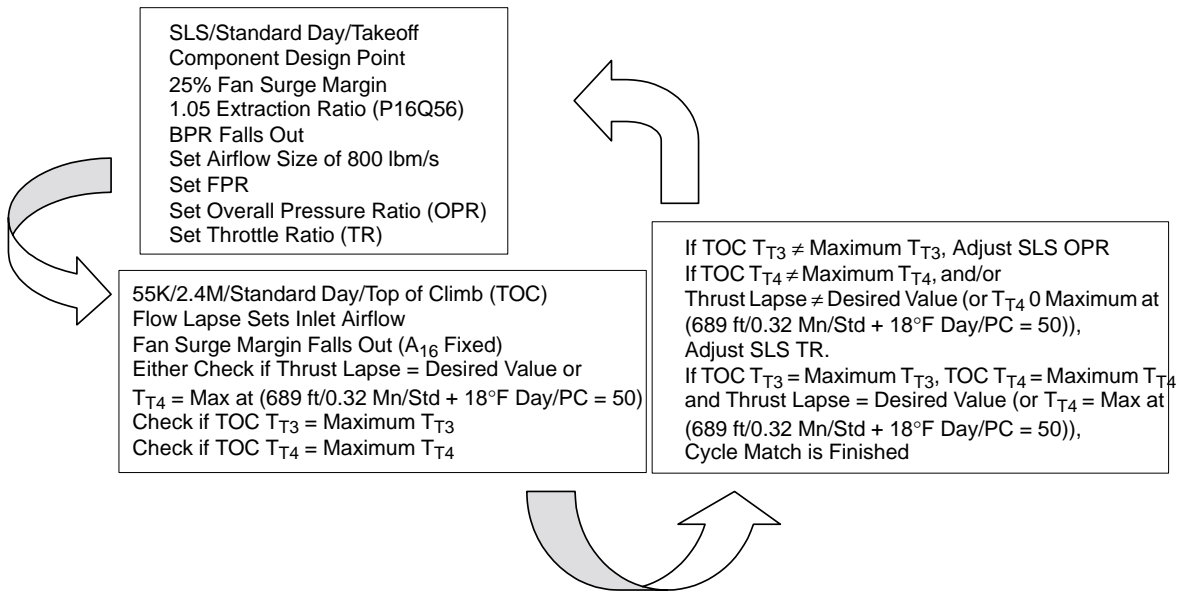 SLS/Standard Day/Takeoff
Component Design Point
25% Fan Surge Margin
1.05 Extraction Ratio (P16Q56)
BPR Falls Out
Set Airflow Size of 800 lbm/s
Set FPR
Set Overall Pressure Ratio (OPR)
Set Throttle Ratio (TR)
55K/2.4M/Standard Day/Top of Climb (TOC)
Flow Lapse Sets Inlet Airflow
Fan Surge Margin Falls Out (A16 Fixed)
Either Check if Thrust Lapse = Desired Value or
TT4 = Max at (689 ft/0.32 Mn/Std + 18°F Day/PC = 50)
Check if TOC TT3 = Maximum TT3
Check if TOC TT4 = Maximum TT4
If TOC TT3 ≠ Maximum TT3, Adjust SLS OPR
If TOC TT4 ≠ Maximum TT4, and/or
Thrust Lapse ≠ Desired Value (or TT4 0 Maximum at
(689 ft/0.32 Mn/Std + 18°F Day/PC = 50)),
Adjust SLS TR.
If TOC TT3 = Maximum TT3, TOC TT4 = Maximum TT4
and Thrust Lapse = Desired Value (or TT4 = Max at
(689 ft/0.32 Mn/Std + 18°F Day/PC = 50)),
Cycle Match is Finished